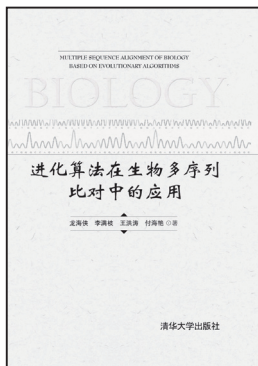 MULTIPLE SEQUENCE ALIGNMENT OF BIOLOGY
BASED ON EVOLUTIONARY ALGORITHMS
BIOLOGY
进化算法在生物多序列
比对中的应用
龙海侠 李满枝 王洪涛 付海艳 ◎ 著
清华大学出版社